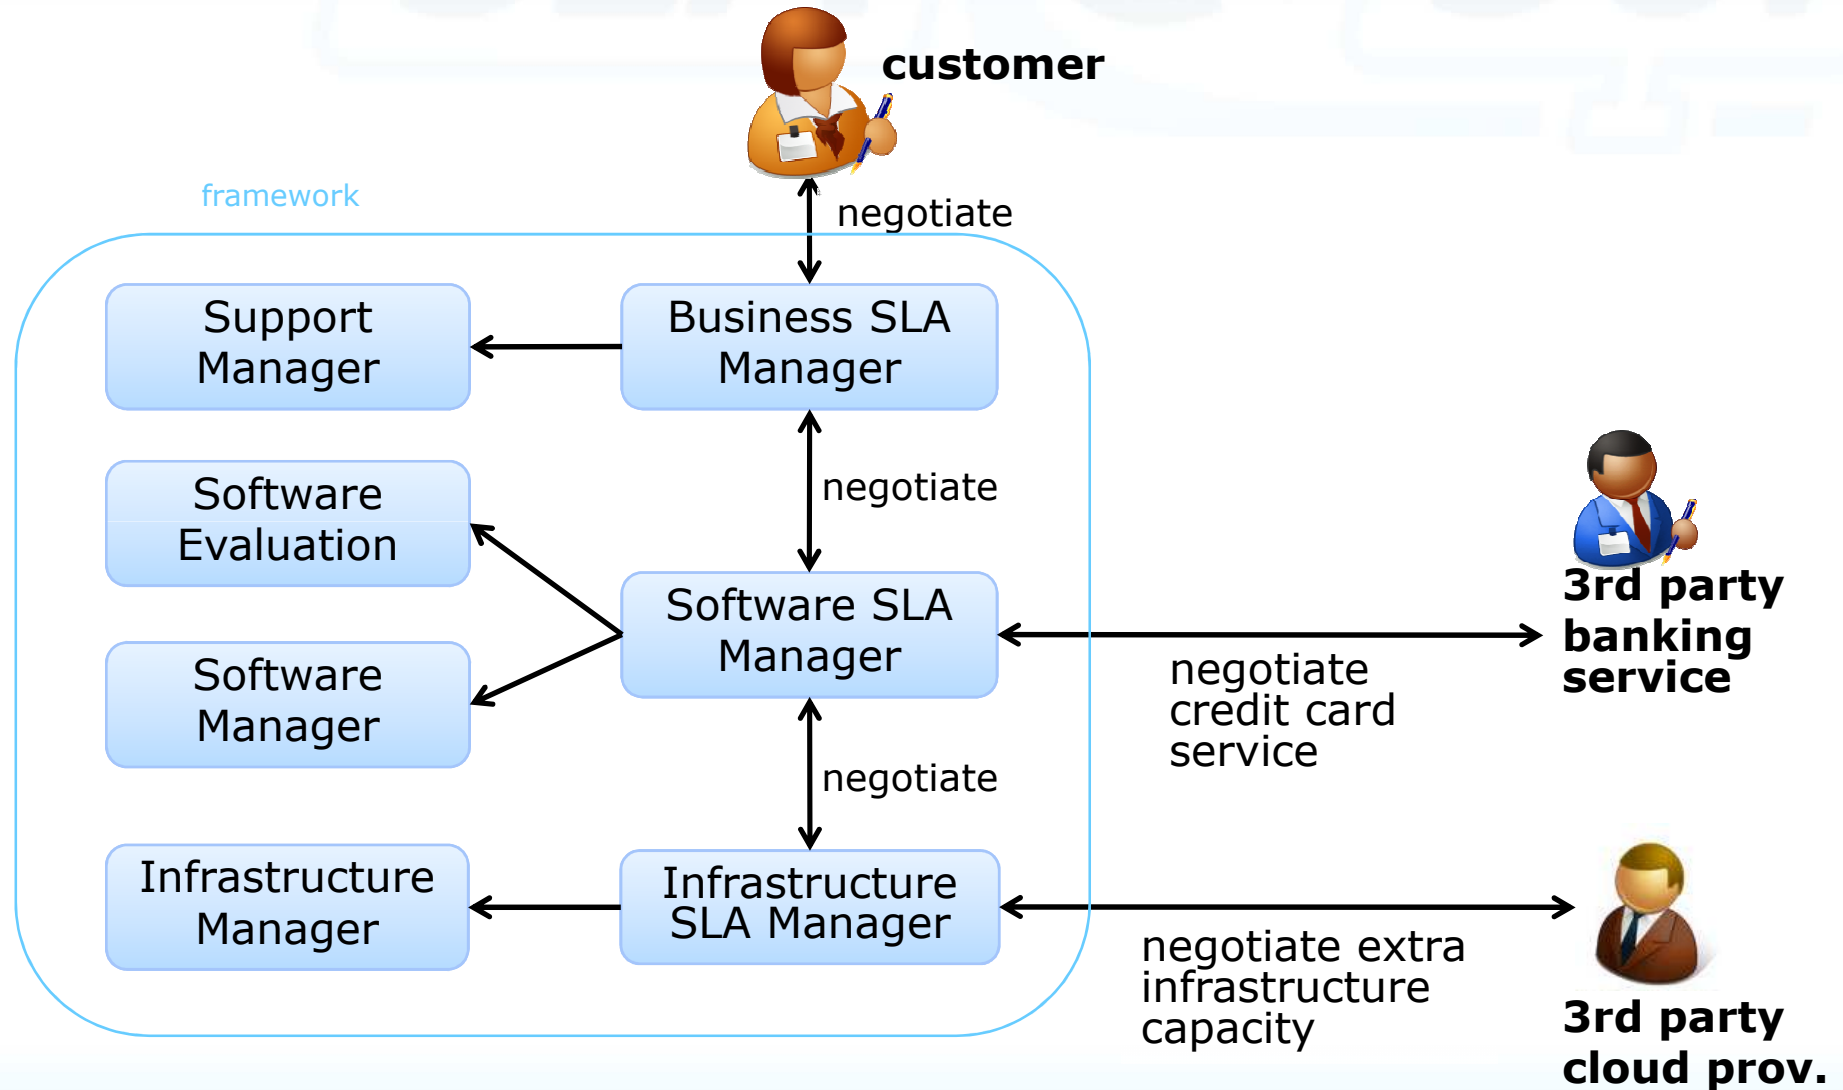 customer
framework
negotiate
Support
Manager
Business SLA
Manager
negotiate
Software
Evaluation
Software SLA
Manager
Software
Manager
3rd party
banking
service
negotiate
credit card
service
negotiate
Infrastructure
Manager
Infrastructure
SLA Manager
negotiate extra
infrastructure
capacity
3rd party
cloud prov.